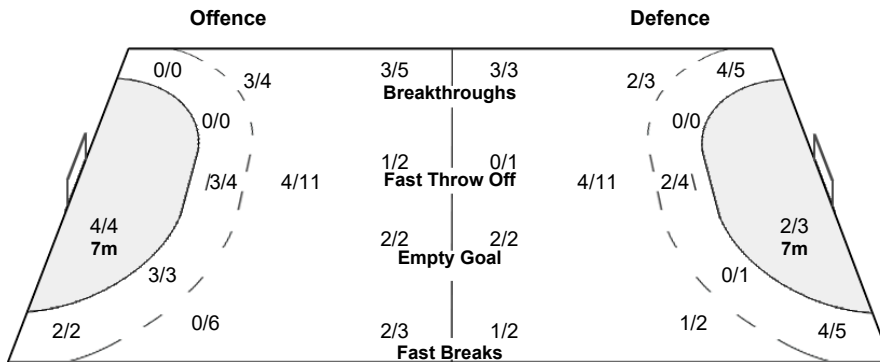 Offence Defence
0/0 3/4 3/5 3/3 2/3 4/5
Breakthroughs
0/0 0/0
3/4 4/11 1/2 0/1 4/11 2/4
Fast Throw Off
4/4 2/3
7m 2/2 2/2 7m
Empty Goal
3/3 0/1
2/2 0/6 2/3 1/2 1/2 4/5
Fast Breaks